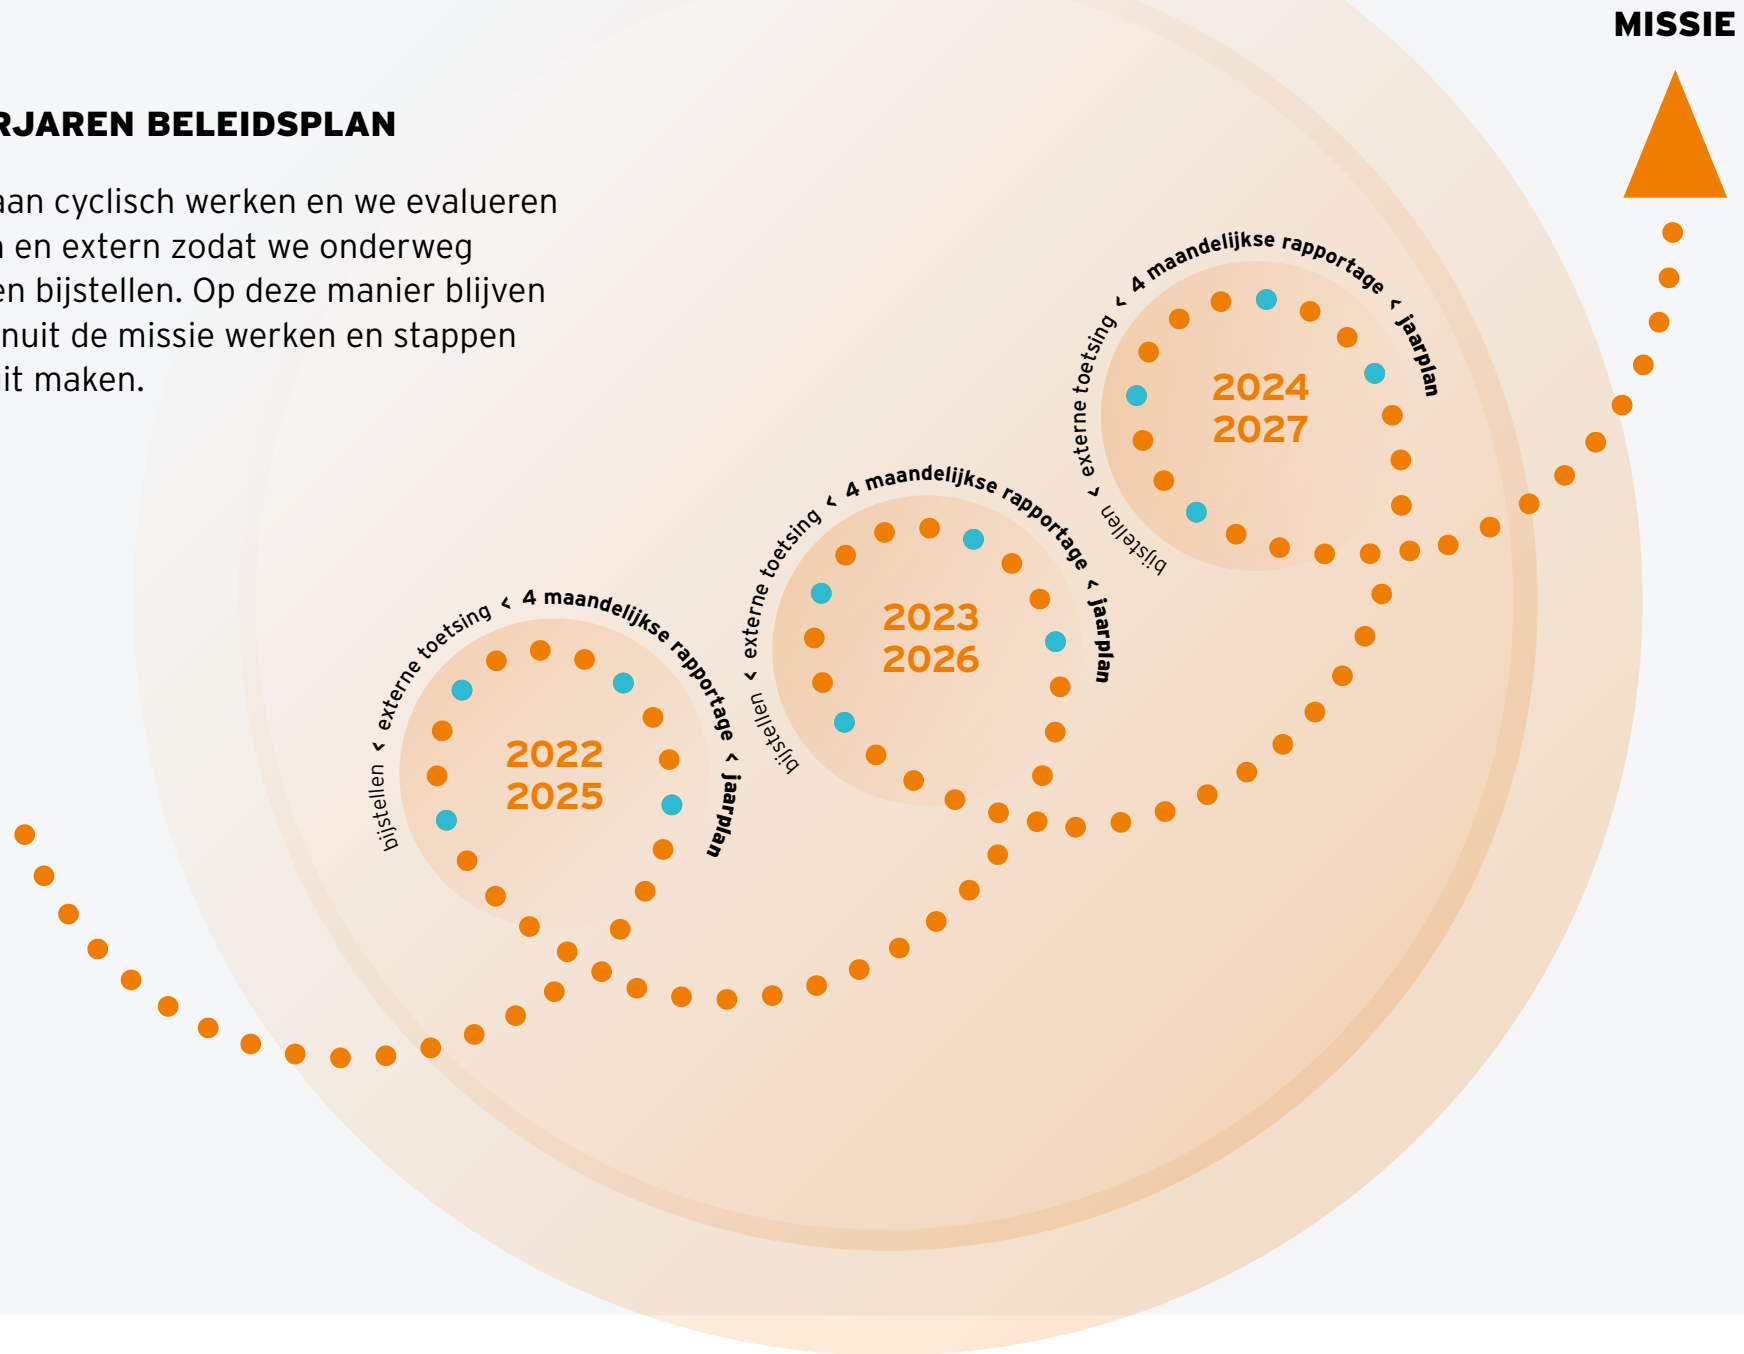 MISSIE
RJAREN BELEIDSPLAN
aan cyclisch werken en we evalueren
n en extern zodat we onderweg
en bijstellen. Op deze manier blijven
nuit de missie werken en stappen
uit maken.
bijstellen < externe toetsing < 4 maandelijkse rapportage < jaarplan
2024
2027
bijstellen < externe toetsing < 4 maandelijkse rapportage < jaarplan
2023
2026
bijstellen < externe toetsing < 4 maandelijkse rapportage < jaarplan
2022
2025